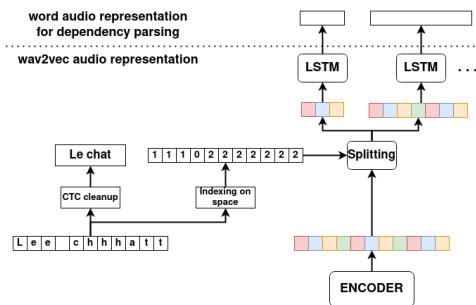 word audio representation
for dependency parsing
wav2vec audio representation
LSTM
LSTM
. . .
Le chat
1 1 1 0 2 2 2 2 2 2 2
Splitting
CTC cleanup
Indexing on
space
L e e   c h h h a t t
ENCODER